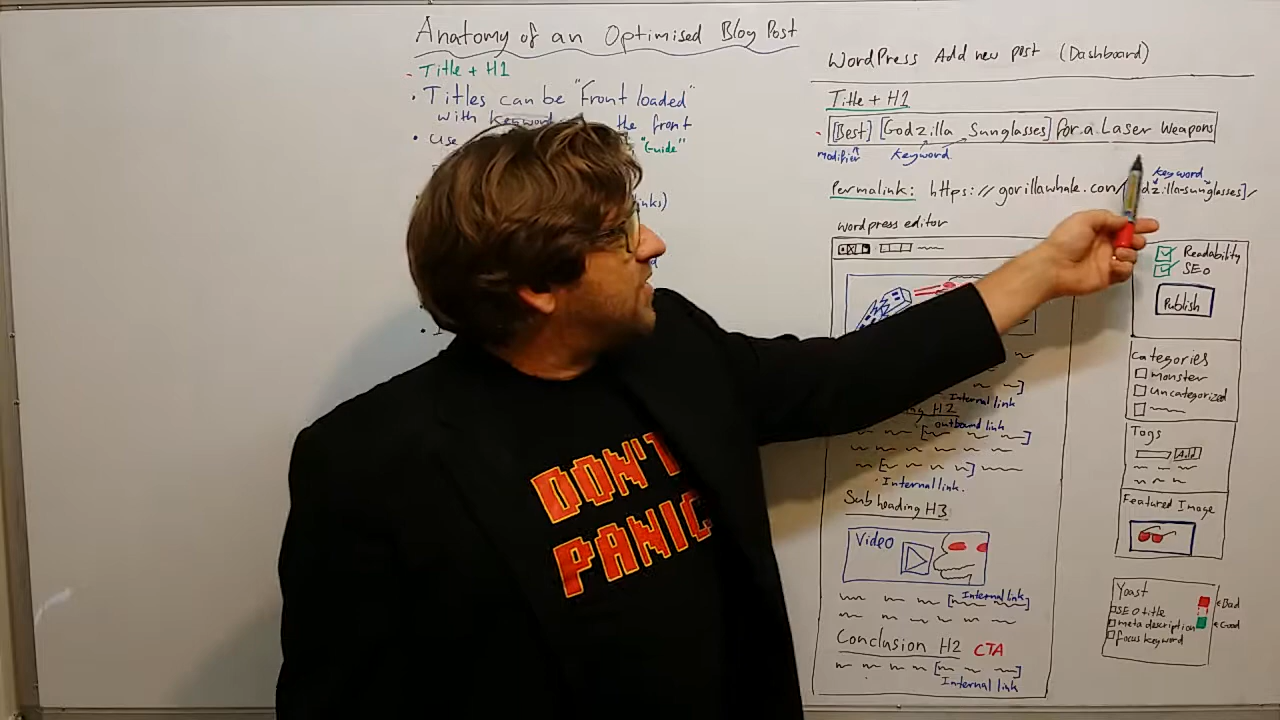 Anatomy of an Optimised Blog Post
Title + H1
• Titles can be "Front loaded"
with keyword the front
• Use "Guide"
links)
WordPress Add new post (Dashboard)
Title + H1
[Best] [Godzilla Sunglasses] for a Laser Weapons
modifier keyword
keyword
Permalink: https://gorillawhale.com/ dzilla-sunglasses]/
wordpress editor
Internal link
H2
outbound link
Internal link.
Sub heading H3
Video
Internal link
Conclusion H2 CTA
Internal link
Readability
SEO
Publish
Categories
monster
uncategorized
Tags
Add
Featured Image
Yoast
SEO title
meta description
focus keyword
Bad
Good
DON'T
PANIC